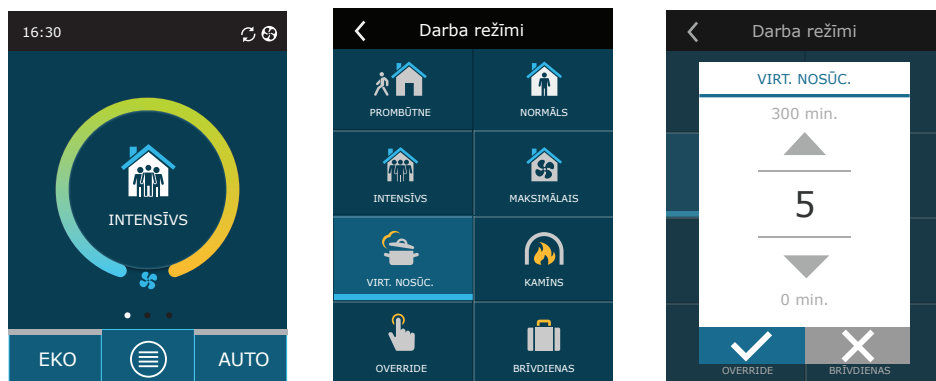 16:30
INTENSĪVS
EKO
AUTO
Darba režīmi
PROMBŪTNE
NORMĀLS
INTENSĪVS
MAKSIMĀLAIS
VIRT. NOSŪC.
KAMĪNS
OVERRIDE
BRĪVDIENAS
Darba režīmi
VIRT. NOSŪC.
300 min.
5
0 min.
OVERRIDE
BRĪVDIENAS